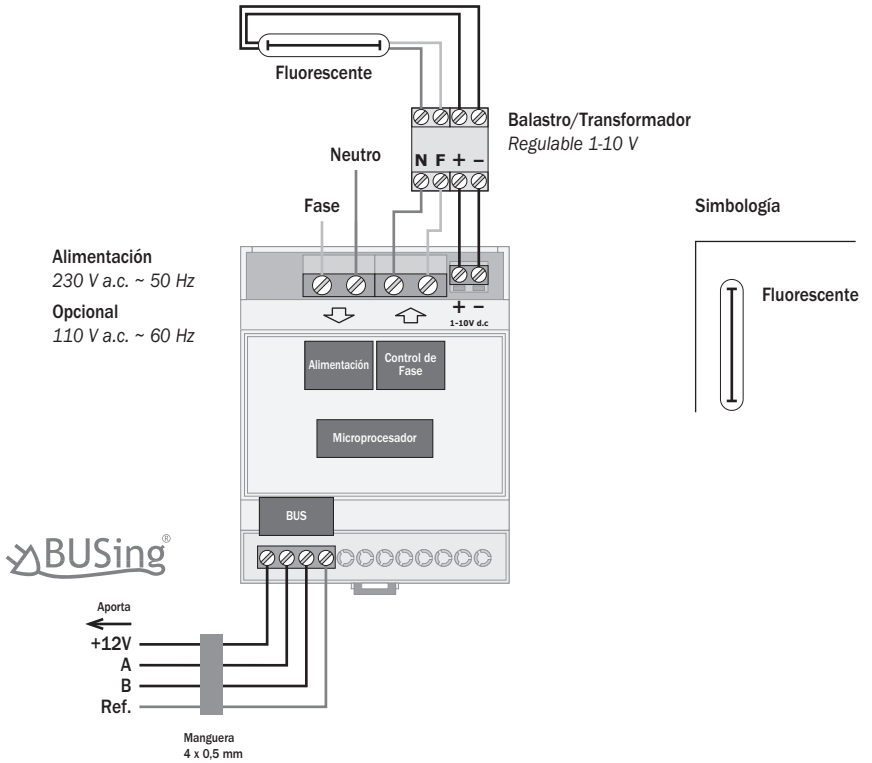 Fluorescente
Balastro/Transformador
Regulable 1-10 V
N F + −
Neutro
Fase
Simbología
Alimentación
230 V a.c. ~ 50 Hz
Opcional
110 V a.c. ~ 60 Hz
Fluorescente
+ −
1-10V d.c
Alimentación
Control de
Fase
Microprocesador
BUS
BUSing®
Aporta
+12V
A
B
Ref.
Manguera
4 x 0,5 mm